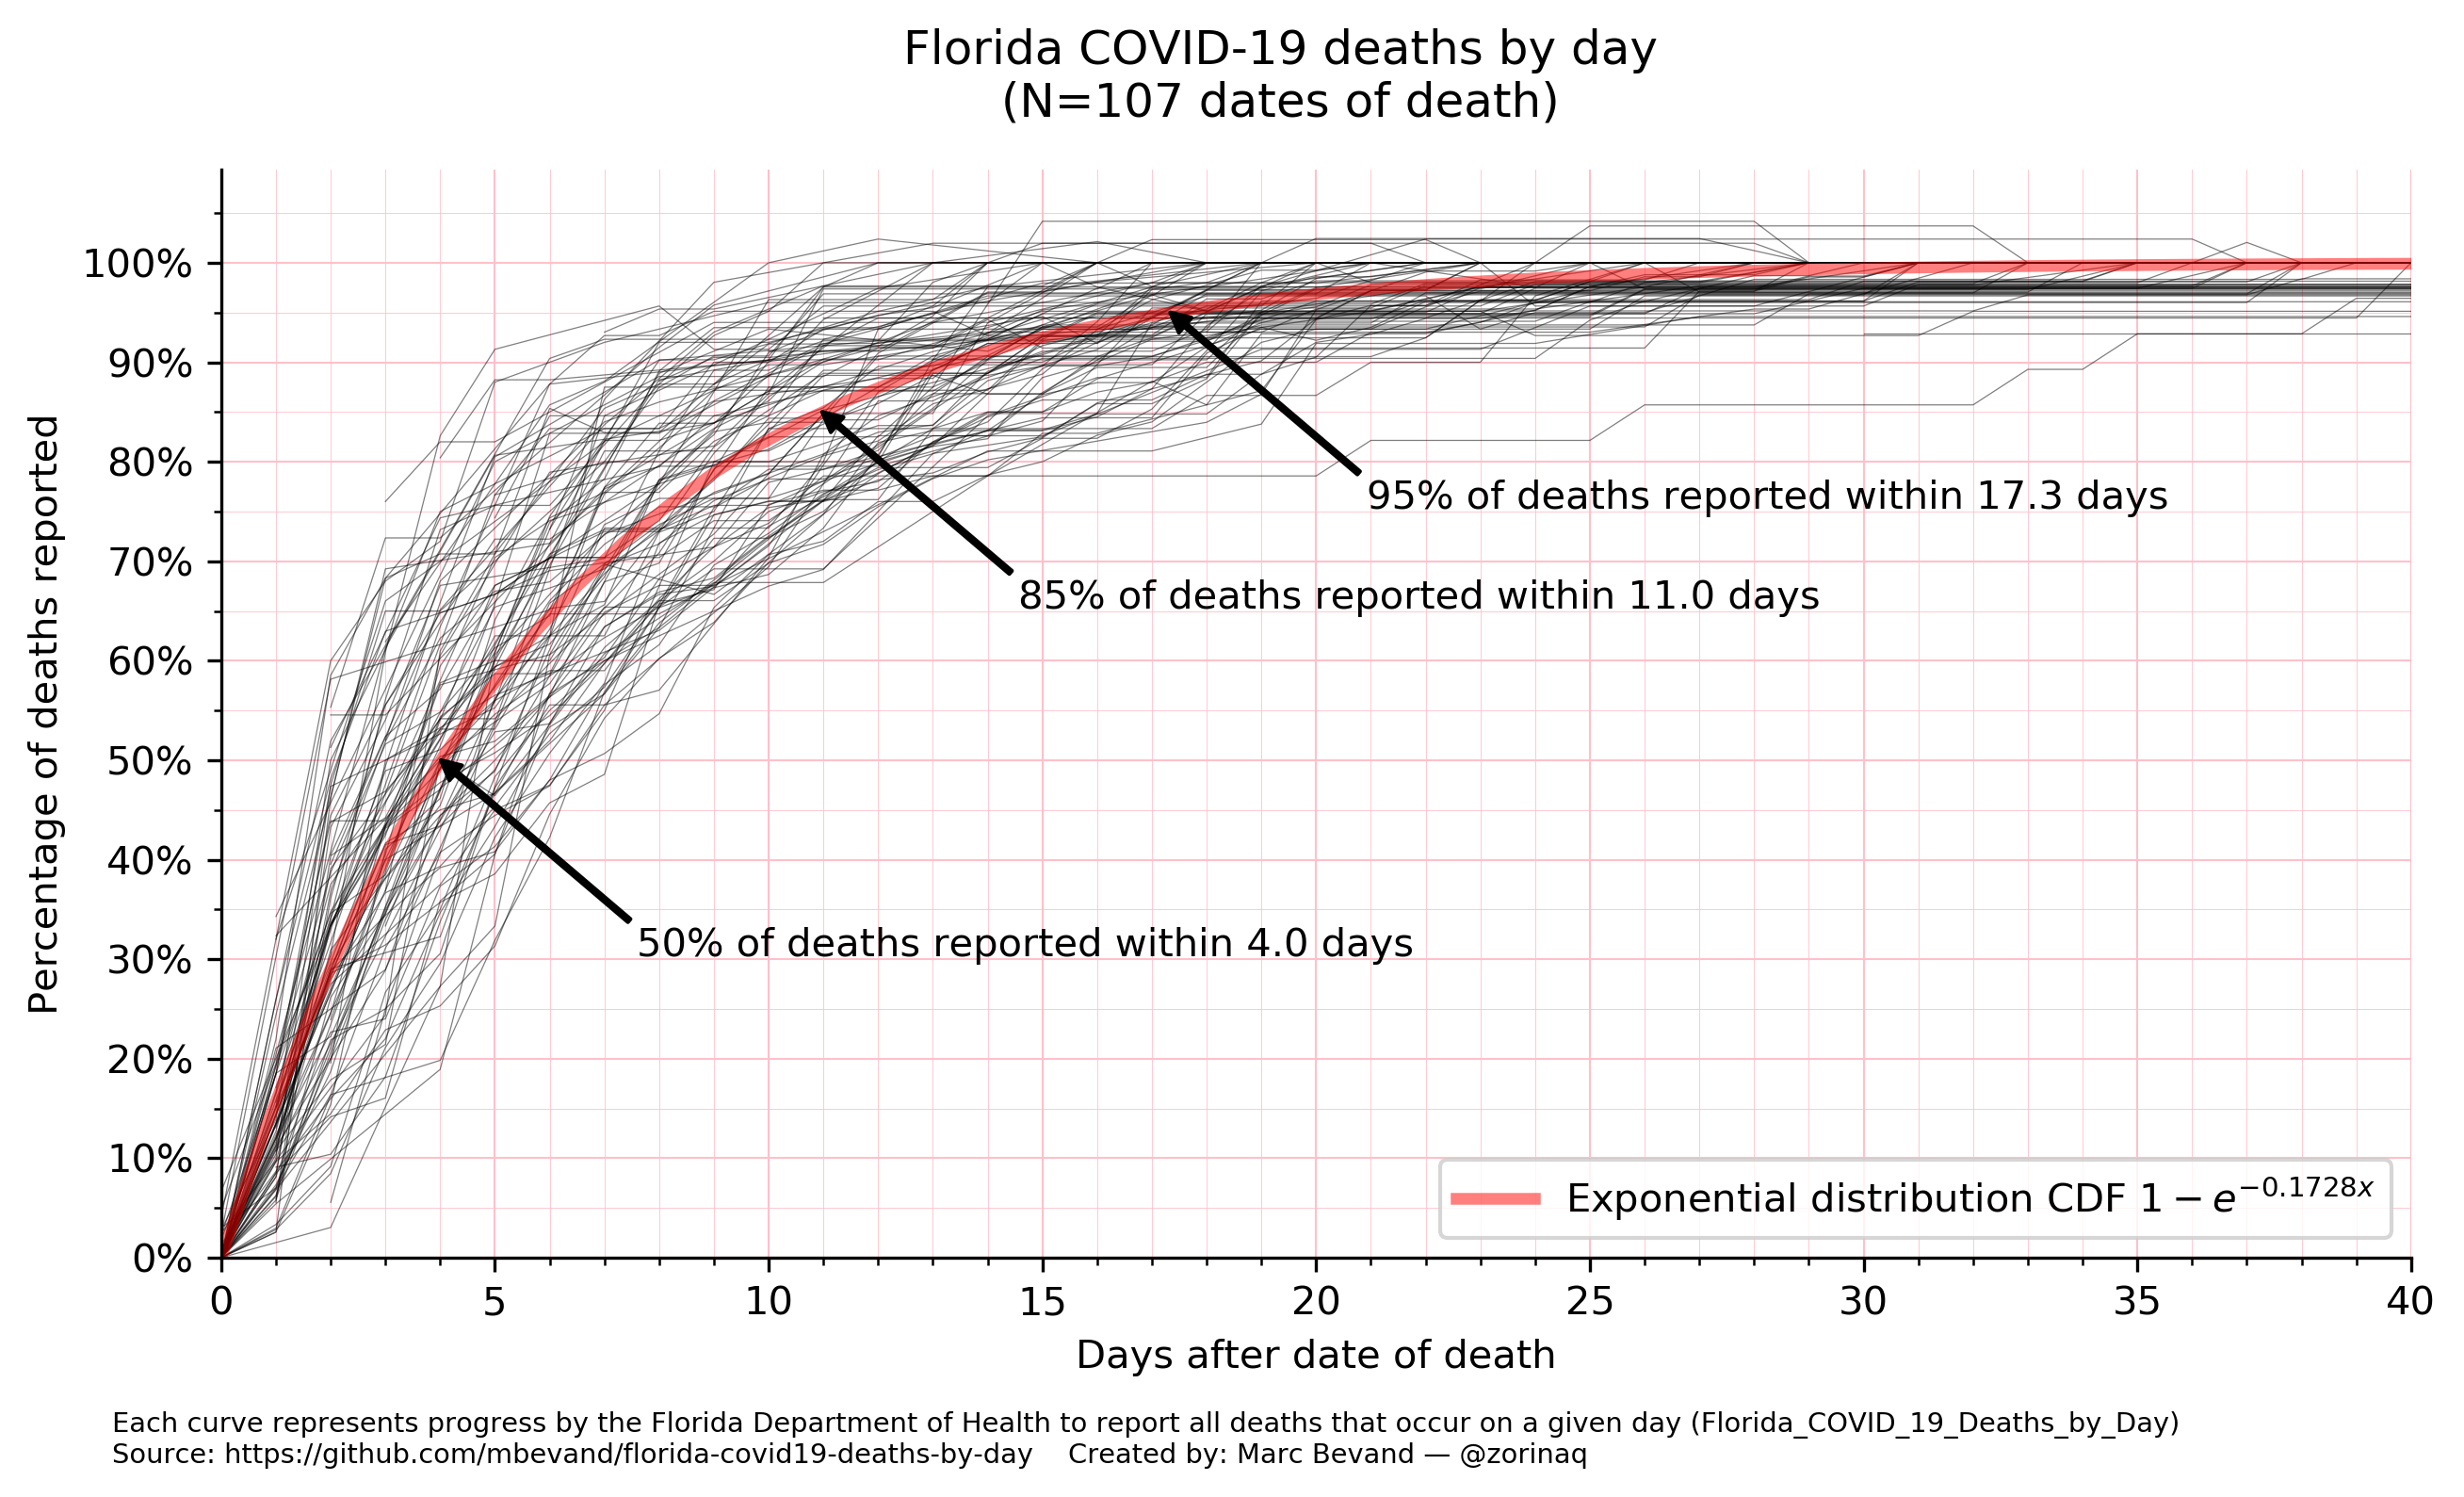 Florida COVID-19 deaths by day
(N=107 dates of death)
Percentage of deaths reported
100%
90%
80%
70%
60%
50%
40%
30%
20%
10%
0%
95% of deaths reported within 17.3 days
85% of deaths reported within 11.0 days
50% of deaths reported within 4.0 days
Exponential distribution CDF 1 − e^{−0.1728x}
0 5 10 15 20 25 30 35 40
Days after date of death
Each curve represents progress by the Florida Department of Health to report all deaths that occur on a given day (Florida_COVID_19_Deaths_by_Day)
Source: https://github.com/mbevand/florida-covid19-deaths-by-day Created by: Marc Bevand — @zorinaq